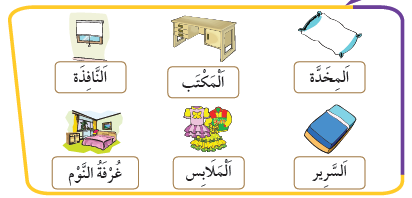 اَلْمِخَدَّة
اَلْمَكْتَب
اَلنَّافِذَة
اَلسَّرِير
اَلْمَلَابِس
غُرْفَةُ النَّوْم